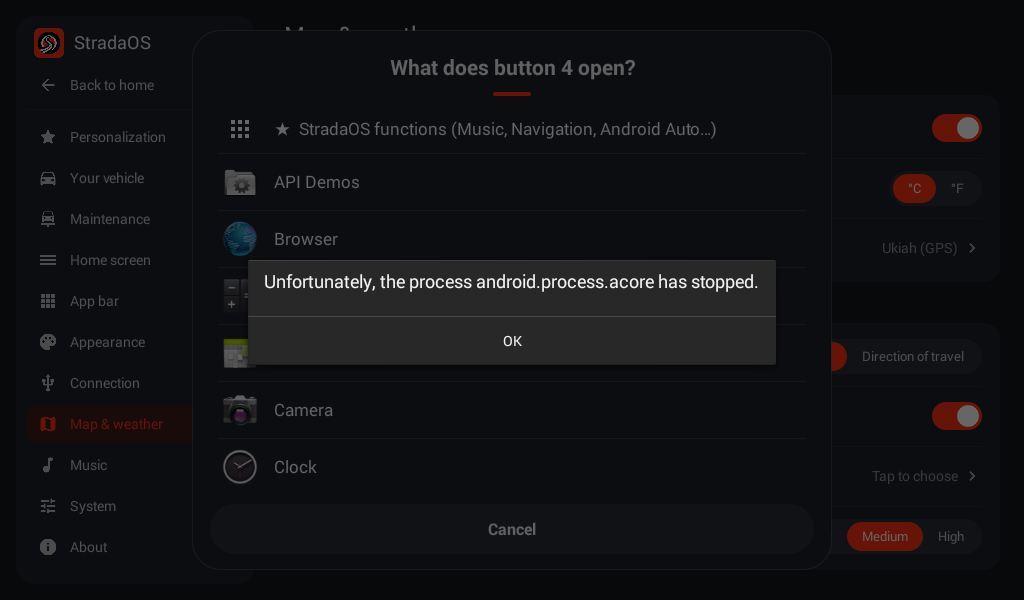 StradaOS
Back to home
Personalization
Your vehicle
Maintenance
Home screen
App bar
Appearance
Connection
Map & weather
Music
System
About
What does button 4 open?
★ StradaOS functions (Music, Navigation, Android Auto...)
API Demos
Browser
Unfortunately, the process android.process.acore has stopped.
OK
Camera
Clock
Cancel
°C °F
Ukiah (GPS)
Direction of travel
Tap to choose
Medium High